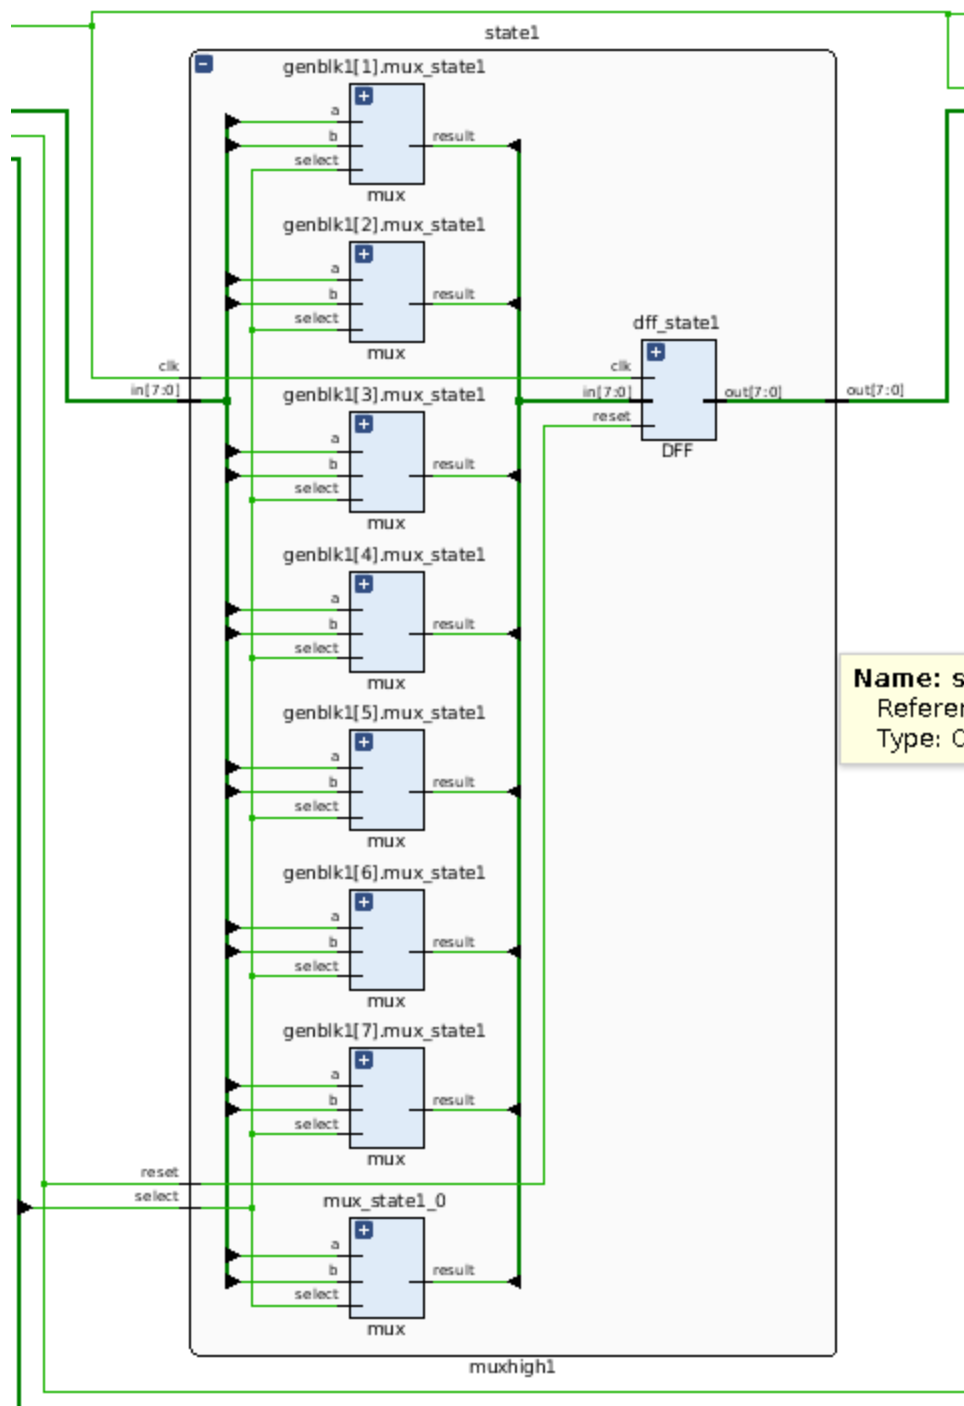 state1
genblk1[1].mux_state1
a
b
result
select
mux
genblk1[2].mux_state1
a
b
result
select
mux
dff_state1
clk
clk
in[7:0]
in[7:0]
out[7:0]
out[7:0]
reset
DFF
genblk1[3].mux_state1
a
b
result
select
mux
genblk1[4].mux_state1
a
b
result
select
mux
Name: s
Referen
Type: C
genblk1[5].mux_state1
a
b
result
select
mux
genblk1[6].mux_state1
a
b
result
select
mux
genblk1[7].mux_state1
a
b
result
select
mux
reset
select
mux_state1_0
a
b
result
select
mux
muxhigh1